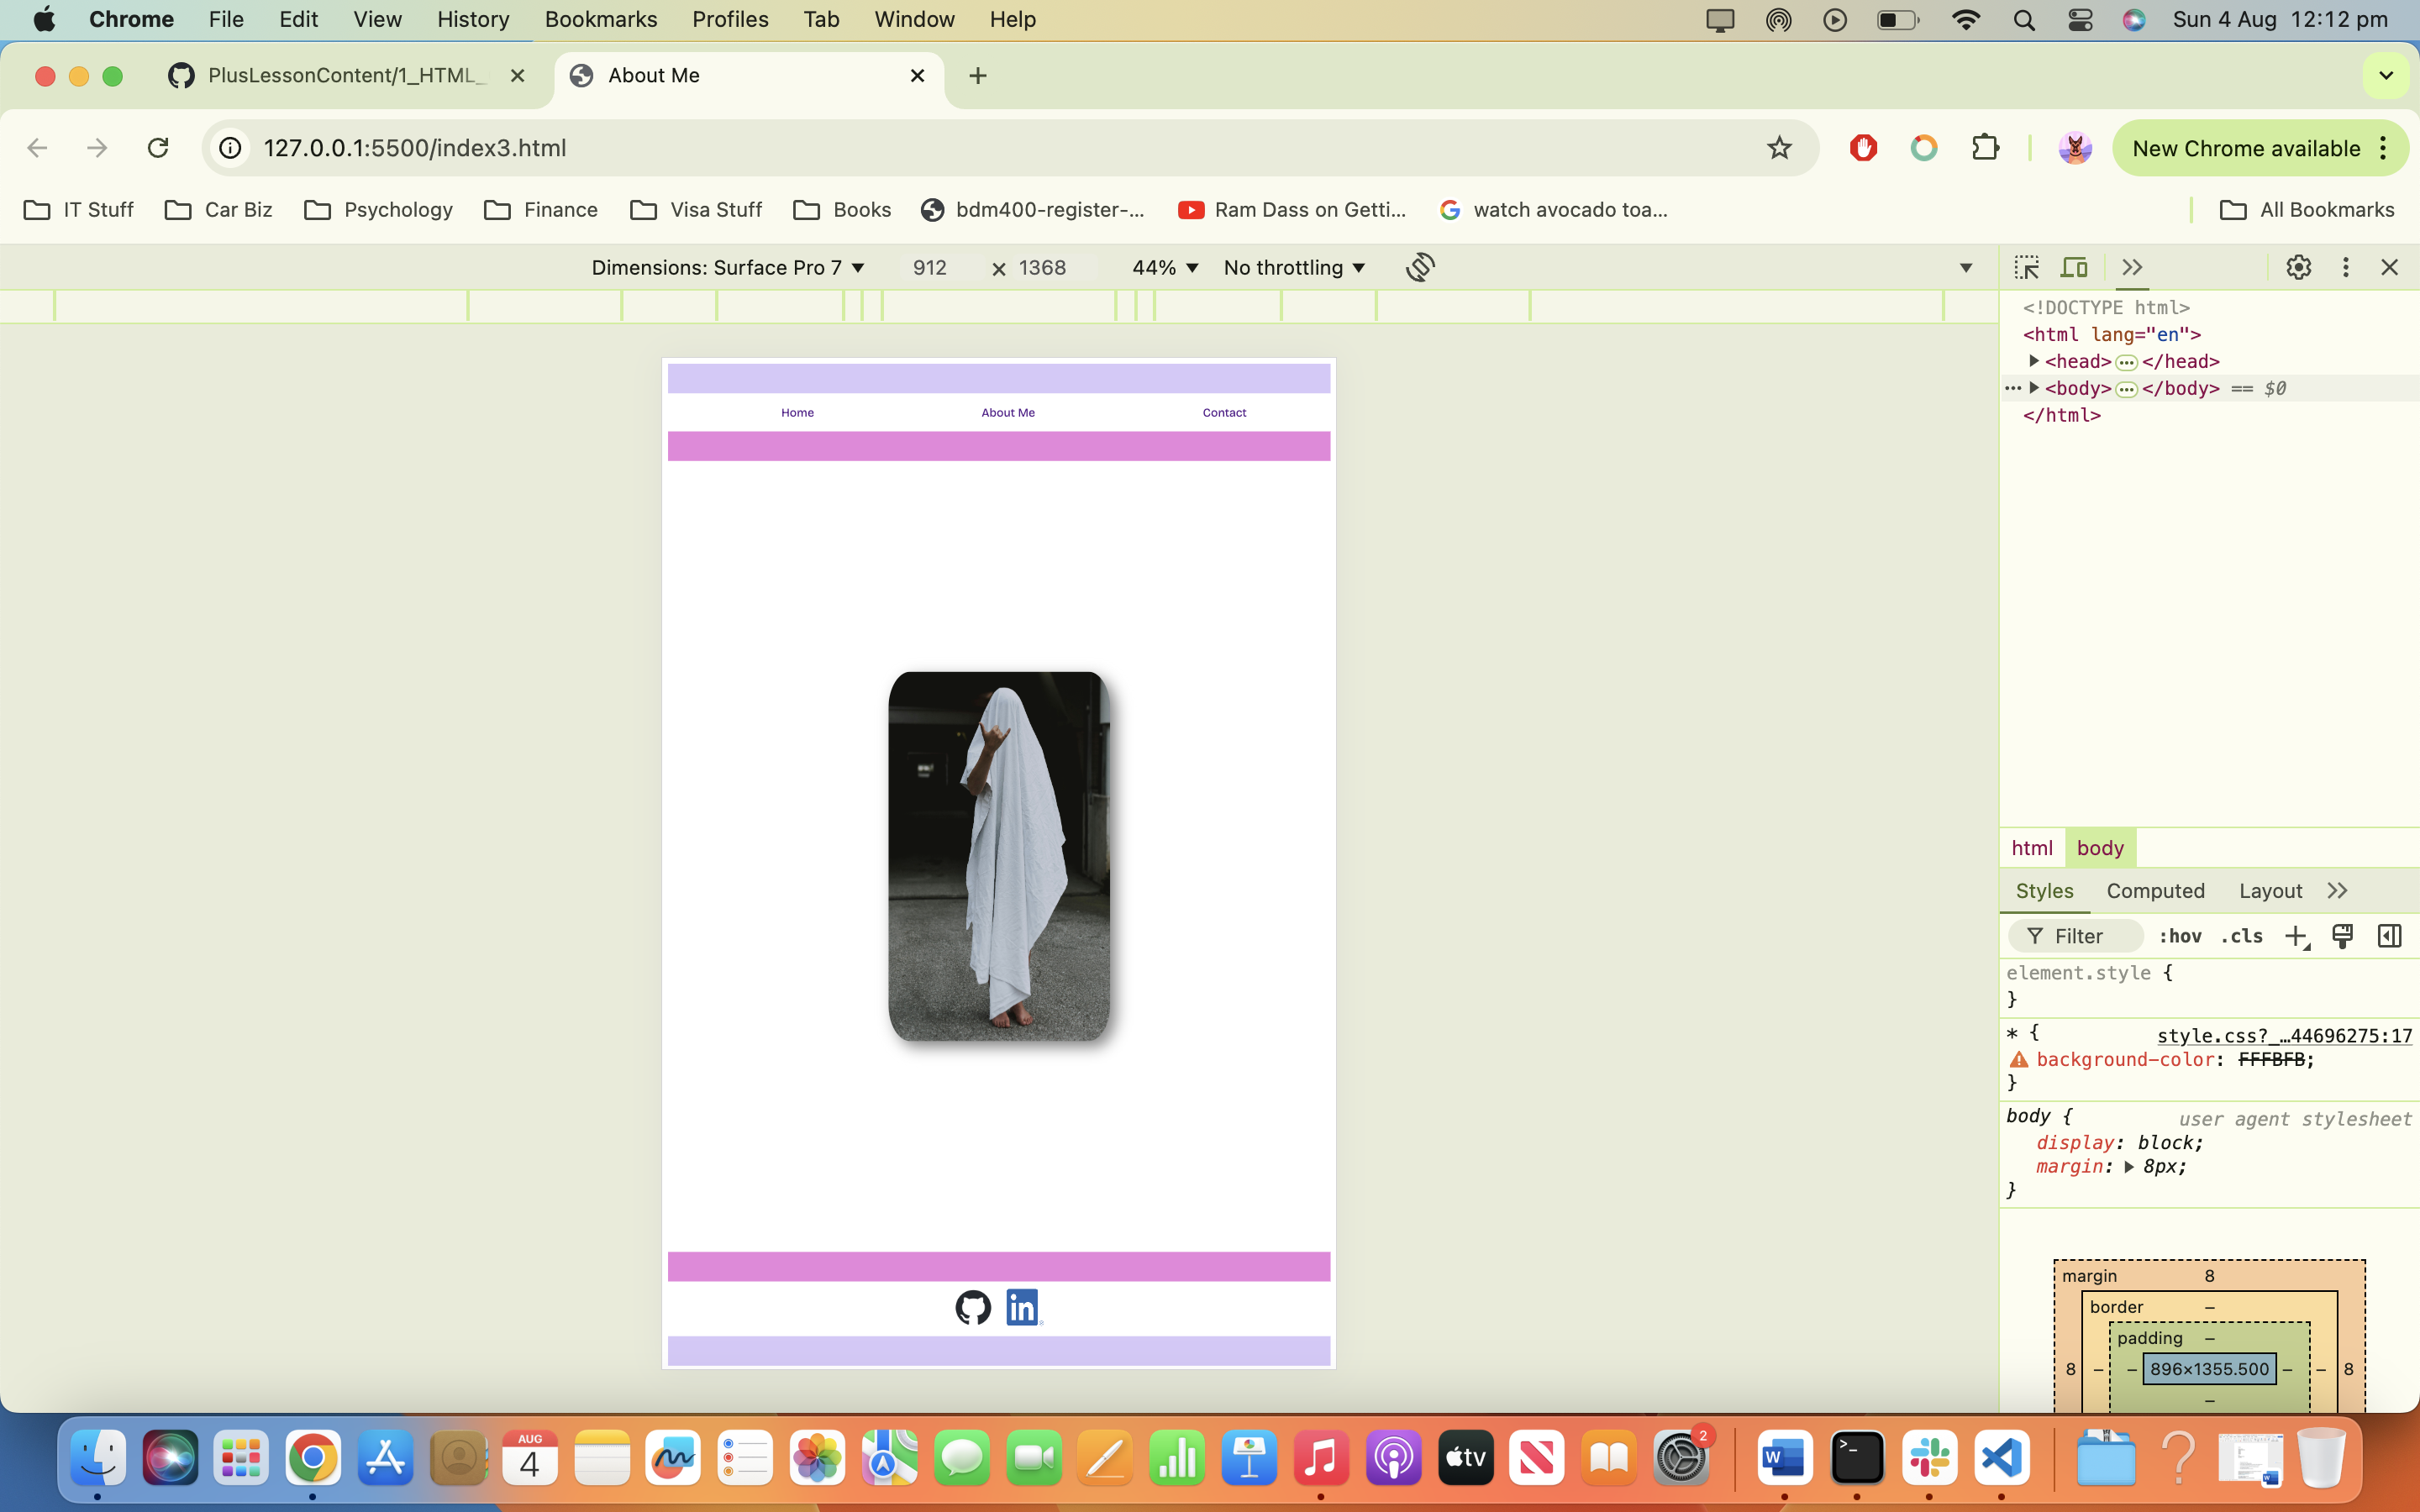 Chrome File Edit View History Bookmarks Profiles Tab Window Help Sun 4 Aug 12:12 pm
PlusLessonContent/1_HTML_ About Me
127.0.0.1:5500/index3.html New Chrome available
IT Stuff Car Biz Psychology Finance Visa Stuff Books bdm400-register-... Ram Dass on Getti... watch avocado toa... All Bookmarks
Dimensions: Surface Pro 7 912 × 1368 44% No throttling
<!DOCTYPE html>
<html lang="en">
<head>…</head>
… <body>…</body> == $0
</html>
Home About Me Contact
in
html body
Styles Computed Layout
Filter :hov .cls
element.style {
}
* { style.css?_…44696275:17
background-color: FFFBFB;
}
body { user agent stylesheet
display: block;
margin: 8px;
}
margin 8
border –
padding –
8 – – 896×1355.500 – – 8
–
AUG
4
tv
2
W
>_